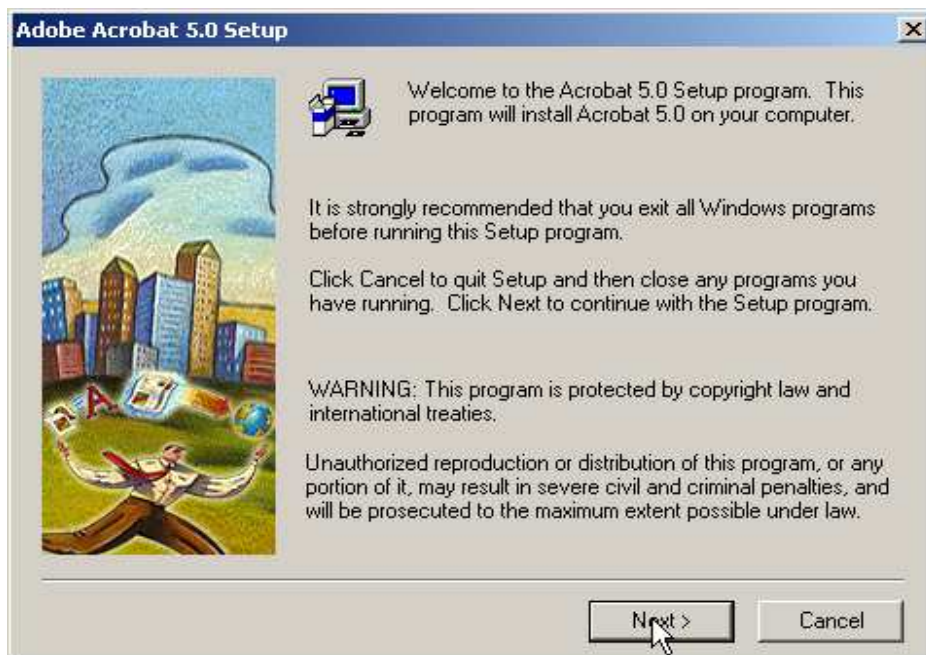 Adobe Acrobat 5.0 Setup
Welcome to the Acrobat 5.0 Setup program. This
program will install Acrobat 5.0 on your computer.
It is strongly recommended that you exit all Windows programs
before running this Setup program.
Click Cancel to quit Setup and then close any programs you
have running. Click Next to continue with the Setup program.
WARNING: This program is protected by copyright law and
international treaties.
Unauthorized reproduction or distribution of this program, or any
portion of it, may result in severe civil and criminal penalties, and
will be prosecuted to the maximum extent possible under law.
A
Next >
Cancel